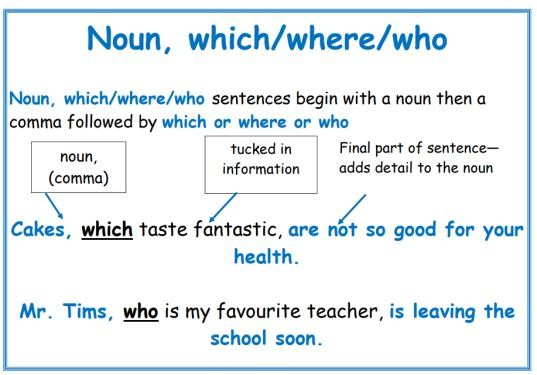 Noun, which/where/who
Noun, which/where/who sentences begin with a noun then a
comma followed by which or where or who
noun,
(comma)
tucked in
information
Final part of sentence—
adds detail to the noun
Cakes, which taste fantastic, are not so good for your
health.
Mr. Tims, who is my favourite teacher, is leaving the
school soon.